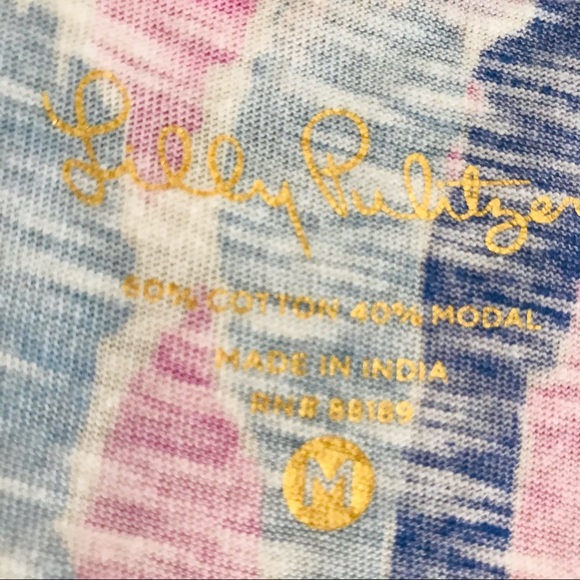 Lilly Pulitzer
60% COTTON 40% MODAL
MADE IN INDIA
RN# 88189
M